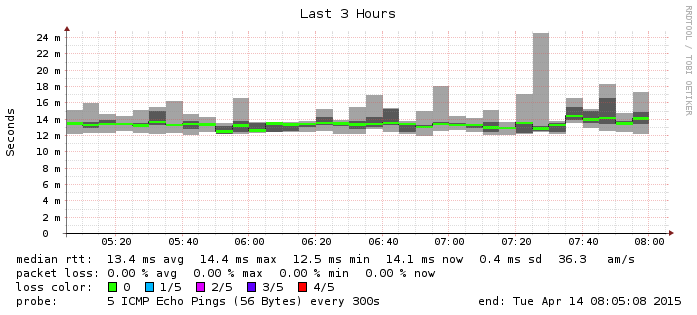 Last 3 Hours
RRDTOOL / TOBI OETIKER
Seconds
24 m
22 m
20 m
18 m
16 m
14 m
12 m
10 m
8 m
6 m
4 m
2 m
0
05:20 05:40 06:00 06:20 06:40 07:00 07:20 07:40 08:00
median rtt: 13.4 ms avg 14.4 ms max 12.5 ms min 14.1 ms now 0.4 ms sd 36.3 am/s
packet loss: 0.00 % avg 0.00 % max 0.00 % min 0.00 % now
loss color: 0 1/5 2/5 3/5 4/5
probe: 5 ICMP Echo Pings (56 Bytes) every 300s end: Tue Apr 14 08:05:08 2015